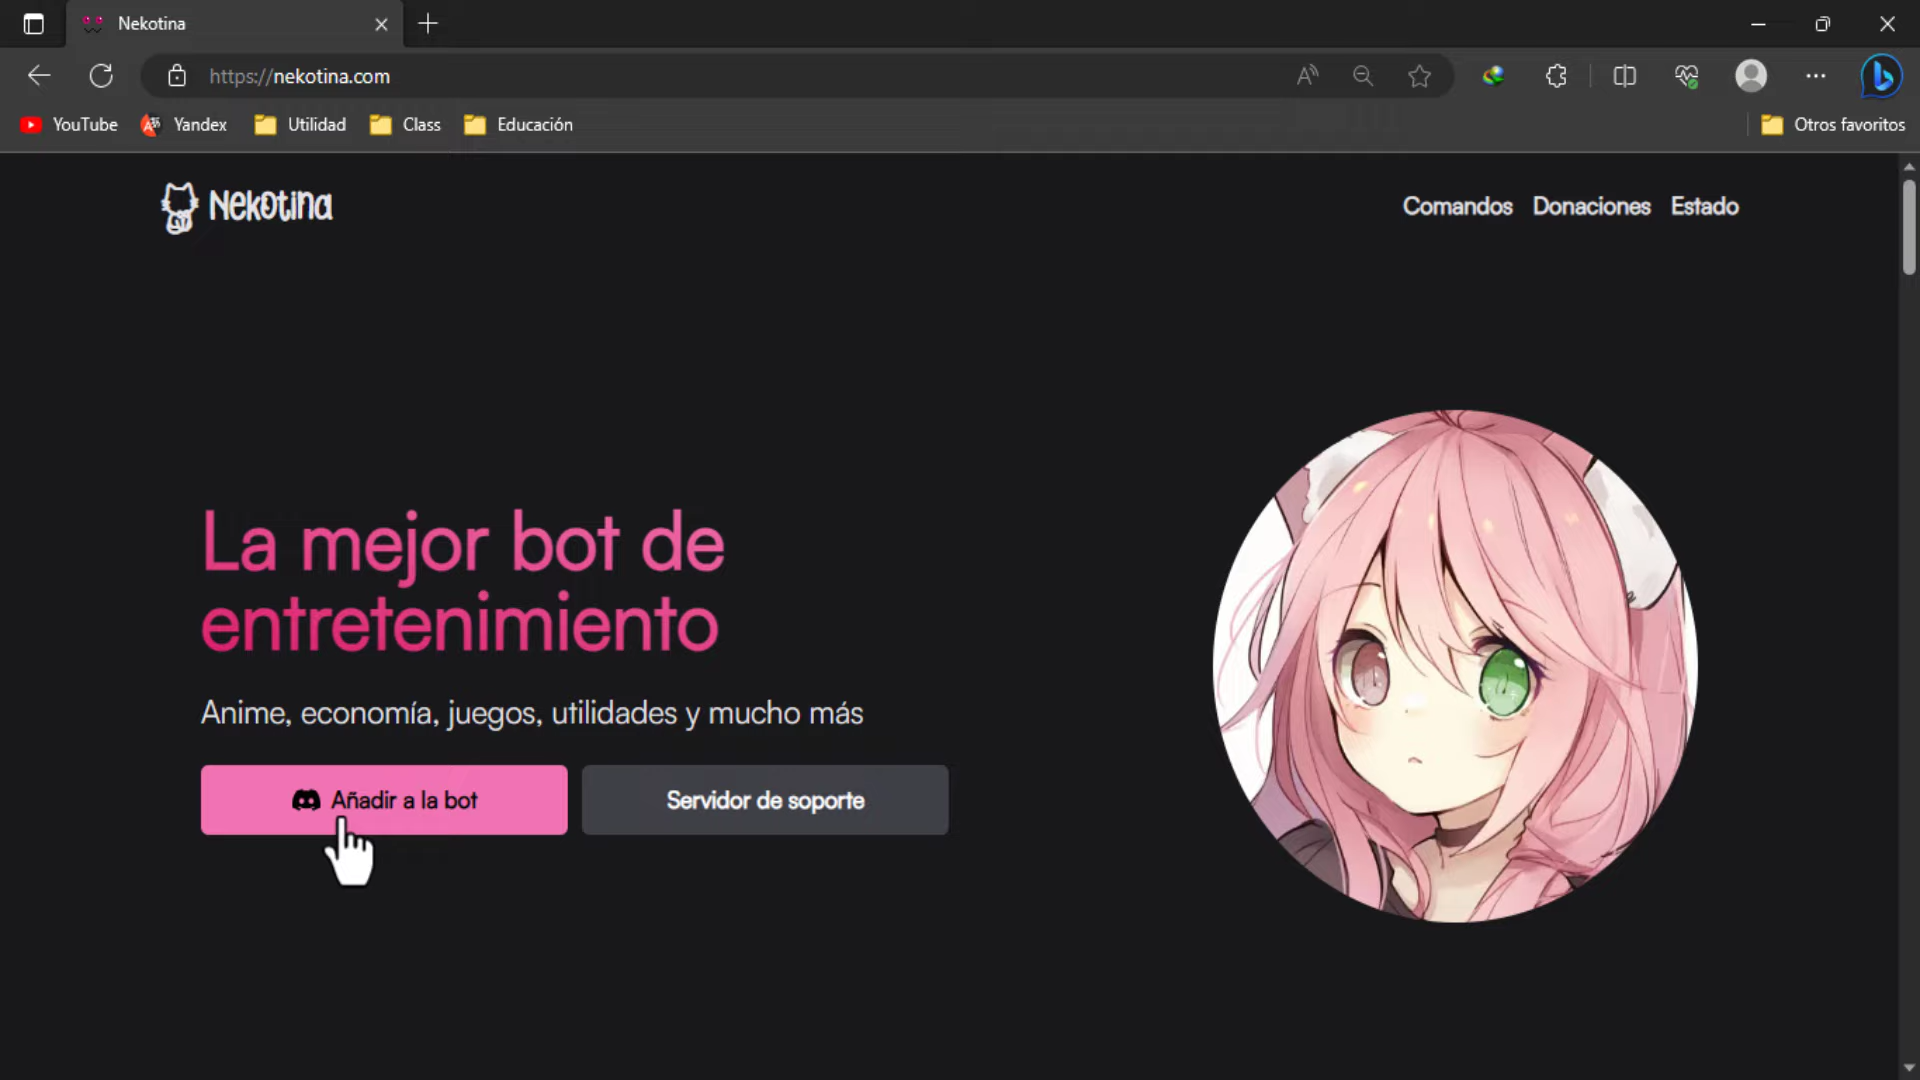 Nekotina
https://nekotina.com
YouTube
Yandex
Utilidad
Class
Educación
Otros favoritos
Nekotina
Comandos
Donaciones
Estado
La mejor bot de
entretenimiento
Anime, economía, juegos, utilidades y mucho más
Añadir a la bot
Servidor de soporte